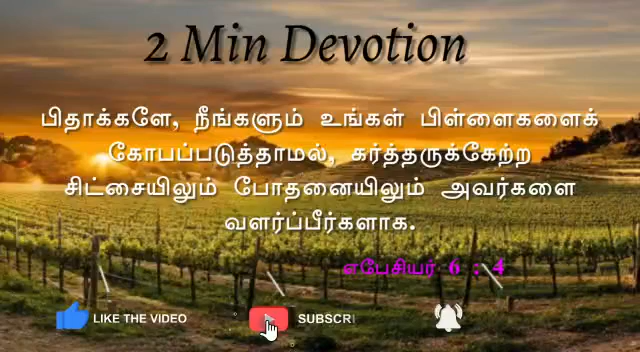 2 Min Devotion
பிதாக்களே, நீங்களும் உங்கள் பிள்ளைகளைக்
கோபப்படுத்தாமல், கர்த்தருக்கேற்ற
சிட்சையிலும் போதனையிலும் அவர்களை
வளர்ப்பீர்களாக.
எபேசியர் 6 : 4
LIKE THE VIDEO
SUBSCRI